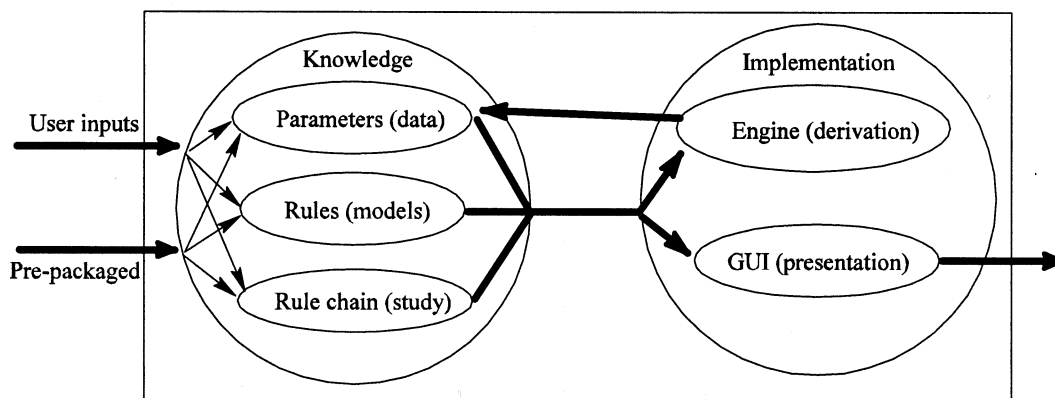 Knowledge
Implementation
User inputs
Parameters (data)
Engine (derivation)
Rules (models)
Pre-packaged
GUI (presentation)
Rule chain (study)